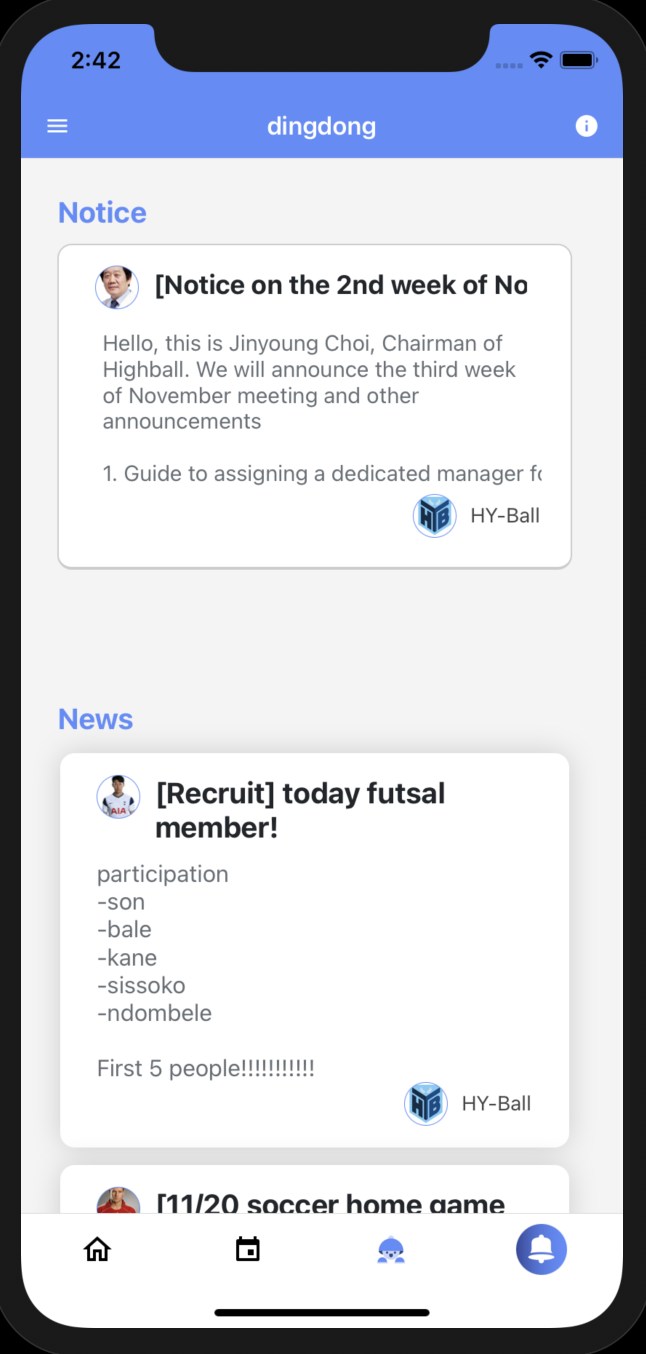 2:42
dingdong
Notice
[Notice on the 2nd week of No
Hello, this is Jinyoung Choi, Chairman of
Highball. We will announce the third week
of November meeting and other
announcements
1. Guide to assigning a dedicated manager fo
HYB
HY-Ball
News
[Recruit] today futsal
member!
AIA
participation
-son
-bale
-kane
-sissoko
-ndombele
First 5 people!!!!!!!!!!!
HYB
HY-Ball
[11/20 soccer home game